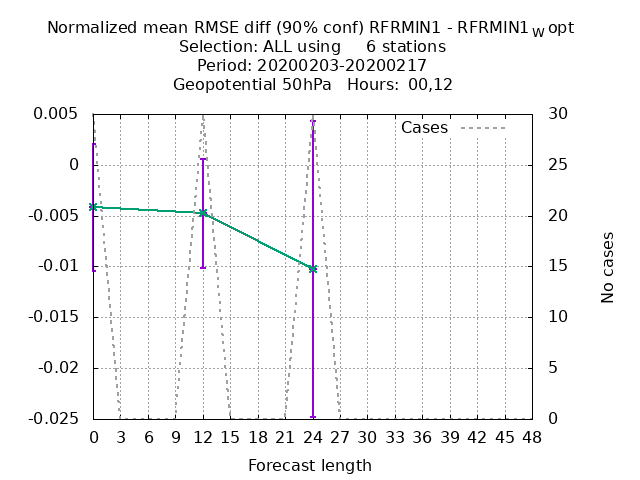 Normalized mean RMSE diff (90% conf) RFRMIN1 - RFRMIN1 W opt
Selection: ALL using 6 stations
Period: 20200203-20200217
Geopotential 50hPa Hours: 00,12
Cases
0.005
0
-0.005
-0.01
-0.015
-0.02
-0.025
30
25
20
15
10
5
0
No cases
0 3 6 9 12 15 18 21 24 27 30 33 36 39 42 45 48
Forecast length